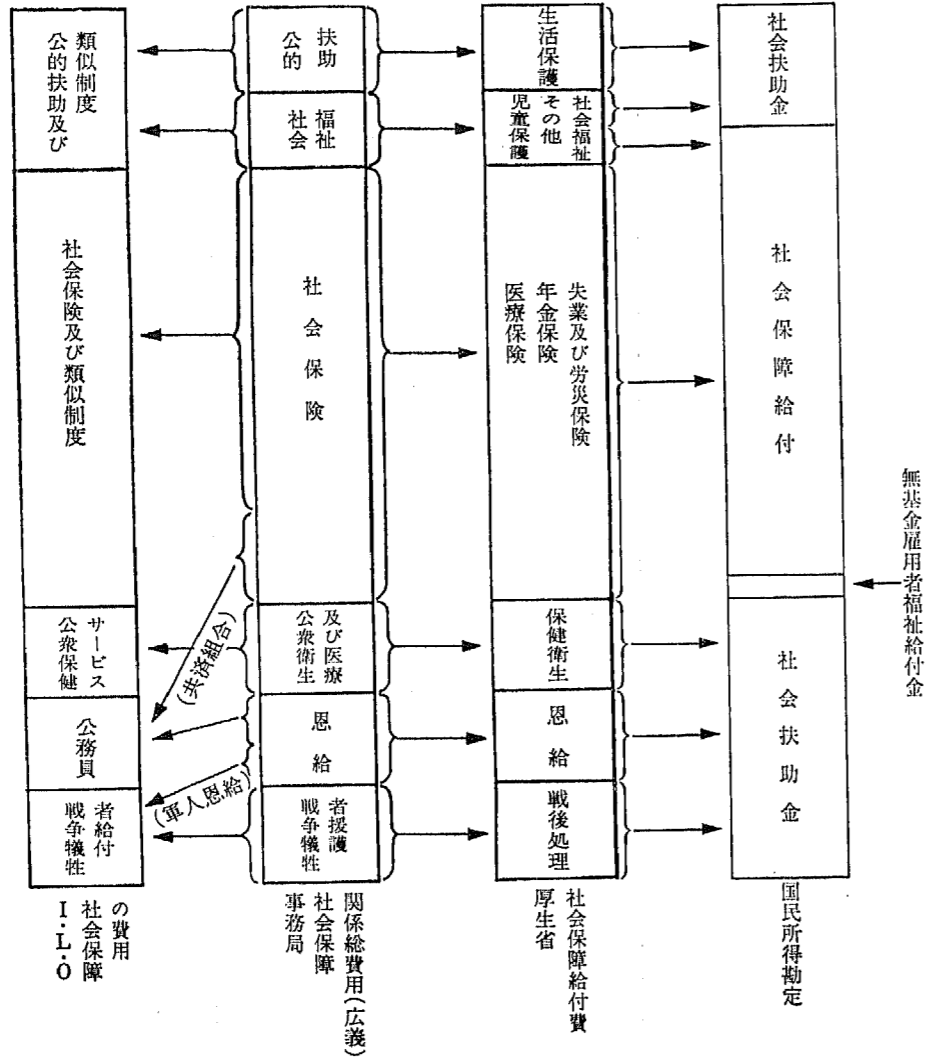 公的扶助及び
類似制度
社会保険及び類似制度
公衆保健
サービス
公務員
戦争犠牲
者給付
I.L.O
社会保障
の費用
(共済組合)
(軍人恩給)
公的
扶助
社会
福祉
社会保険
公衆衛生
及び医療
恩給
戦争犠牲
者援護
事務局
社会保障
関係総費用(広義)
生活保護
児童保護
その他
社会福祉
医療保険
年金保険
失業及び労災保険
保健衛生
恩給
戦後処理
厚生省
社会保障給付費
社会扶助金
社会保障給付
社会扶助金
国民所得勘定
無基金雇用者福祉給付金